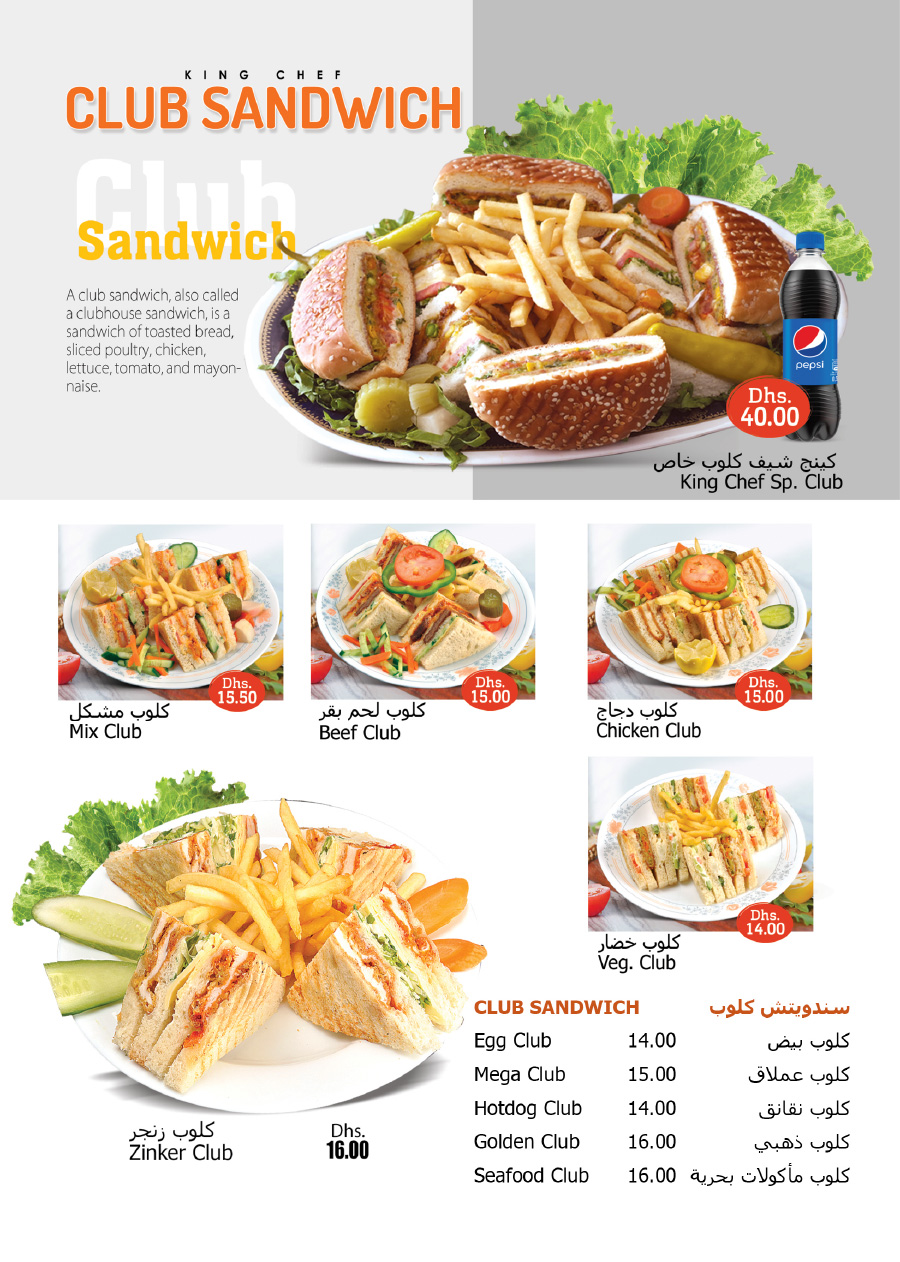 KING CHEF
CLUB SANDWICH
Club
Sandwich
A club sandwich, also called
a clubhouse sandwich, is a
sandwich of toasted bread,
sliced poultry, chicken,
lettuce, tomato, and mayon-
naise.
pepsi
Dhs.
40.00
كينج شيف كلوب خاص
King Chef Sp. Club
Dhs.
15.50
كلوب مشكل
Mix Club
Dhs.
15.00
كلوب لحم بقر
Beef Club
Dhs.
15.00
كلوب دجاج
Chicken Club
Dhs.
14.00
كلوب خضار
Veg. Club
كلوب زنجر
Zinker Club
Dhs.
16.00
CLUB SANDWICH سندويتش كلوب
Egg Club 14.00 كلوب بيض
Mega Club 15.00 كلوب عملاق
Hotdog Club 14.00 كلوب نقانق
Golden Club 16.00 كلوب ذهبي
Seafood Club 16.00 كلوب مأكولات بحرية